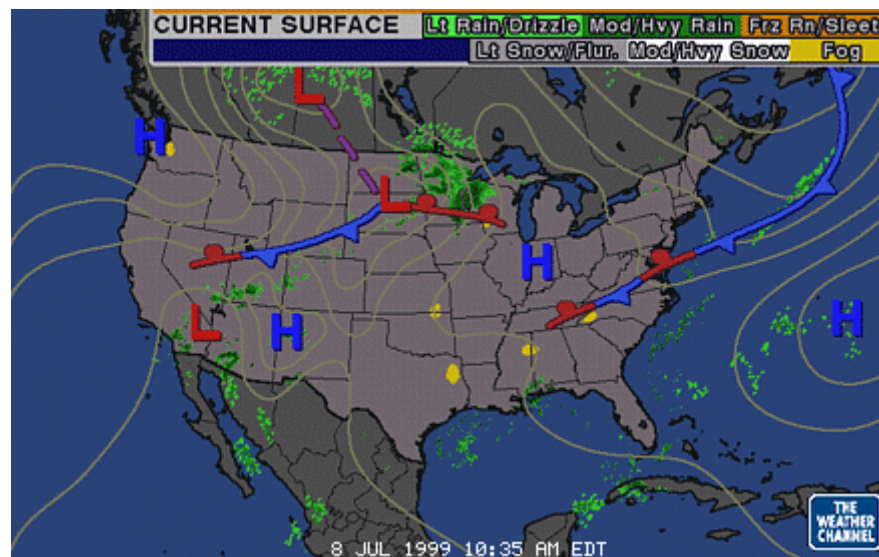 CURRENT SURFACE Lt Rain/Drizzle Mod/Hvy Rain Frz Rn/Sleet
Lt Snow/Flur. Mod/Hvy Snow Fog
L
H
L
H
L
H
H
THE
WEATHER
CHANNEL
8 JUL 1999 10:35 AM EDT